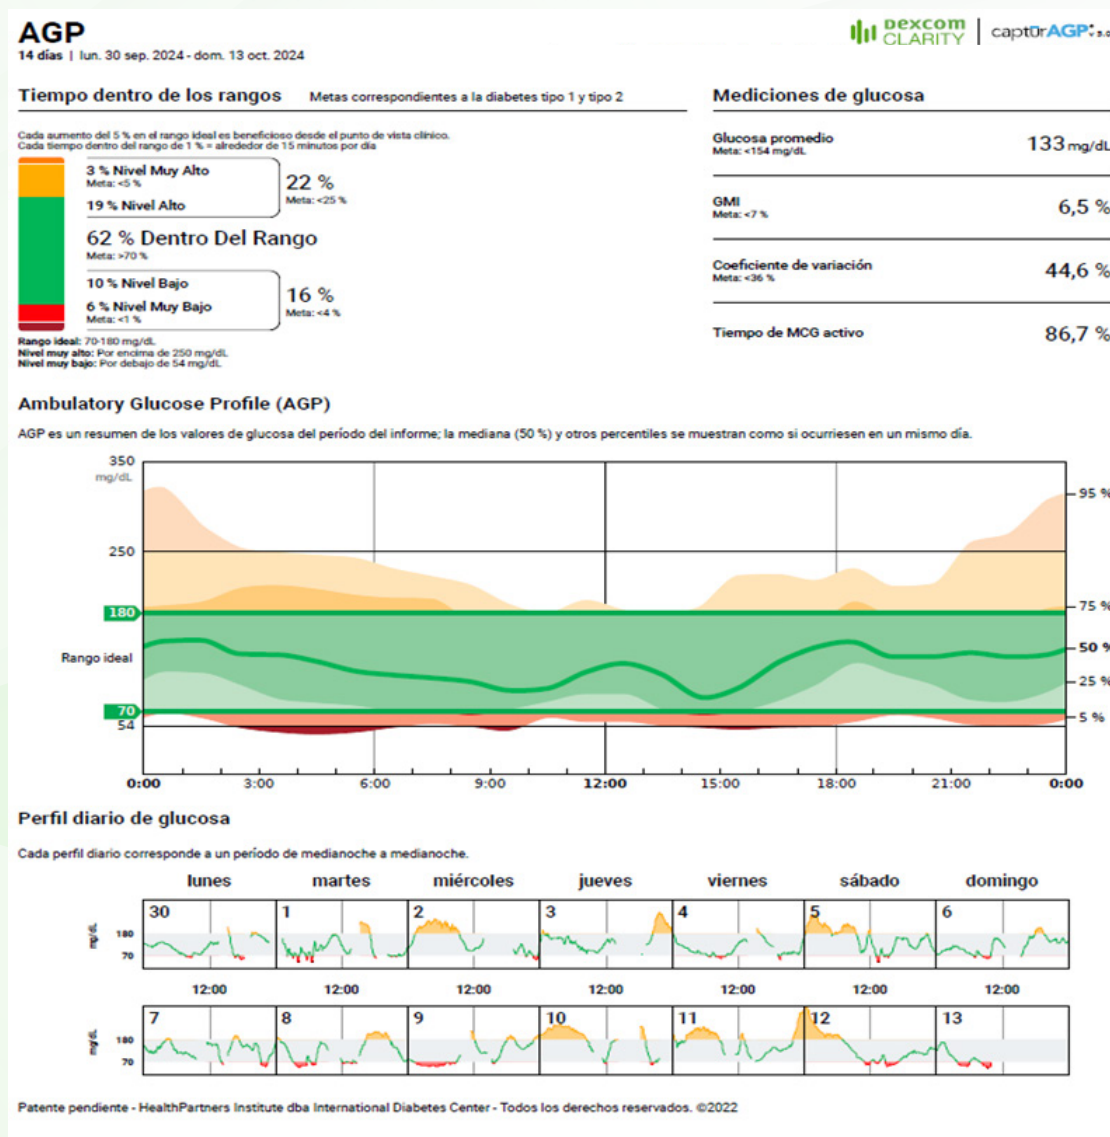 AGP
14 días | lun. 30 sep. 2024 - dom. 13 oct. 2024
Dexcom CLARITY | captūrAGP
Tiempo dentro de los rangos Metas correspondientes a la diabetes tipo 1 y tipo 2
Cada aumento del 5 % en el rango ideal es beneficioso desde el punto de vista clínico.
Cada tiempo dentro del rango de 1 % = alrededor de 15 minutos por día
3 % Nivel Muy Alto
Meta: <5 %
19 % Nivel Alto
22 %
Meta: <25 %
62 % Dentro Del Rango
Meta: >70 %
10 % Nivel Bajo
6 % Nivel Muy Bajo
Meta: <1 %
16 %
Meta: <4 %
Rango ideal: 70-180 mg/dL
Nivel muy alto: Por encima de 250 mg/dL
Nivel muy bajo: Por debajo de 54 mg/dL
Mediciones de glucosa
Glucosa promedio 133 mg/dL
Meta: <154 mg/dL
GMI 6,5 %
Meta: <7 %
Coeficiente de variación 44,6 %
Meta: <36 %
Tiempo de MCG activo 86,7 %
Ambulatory Glucose Profile (AGP)
AGP es un resumen de los valores de glucosa del período del informe; la mediana (50 %) y otros percentiles se muestran como si ocurriesen en un mismo día.
350
mg/dL
250
180
Rango ideal
70
54
95 %
75 %
50 %
25 %
5 %
0:00 3:00 6:00 9:00 12:00 15:00 18:00 21:00 0:00
Perfil diario de glucosa
Cada perfil diario corresponde a un período de medianoche a medianoche.
lunes martes miércoles jueves viernes sábado domingo
30 1 2 3 4 5 6
mg/dL
180
70
12:00 12:00 12:00 12:00 12:00 12:00 12:00
7 8 9 10 11 12 13
mg/dL
180
70
Patente pendiente - HealthPartners Institute dba International Diabetes Center - Todos los derechos reservados. ©2022